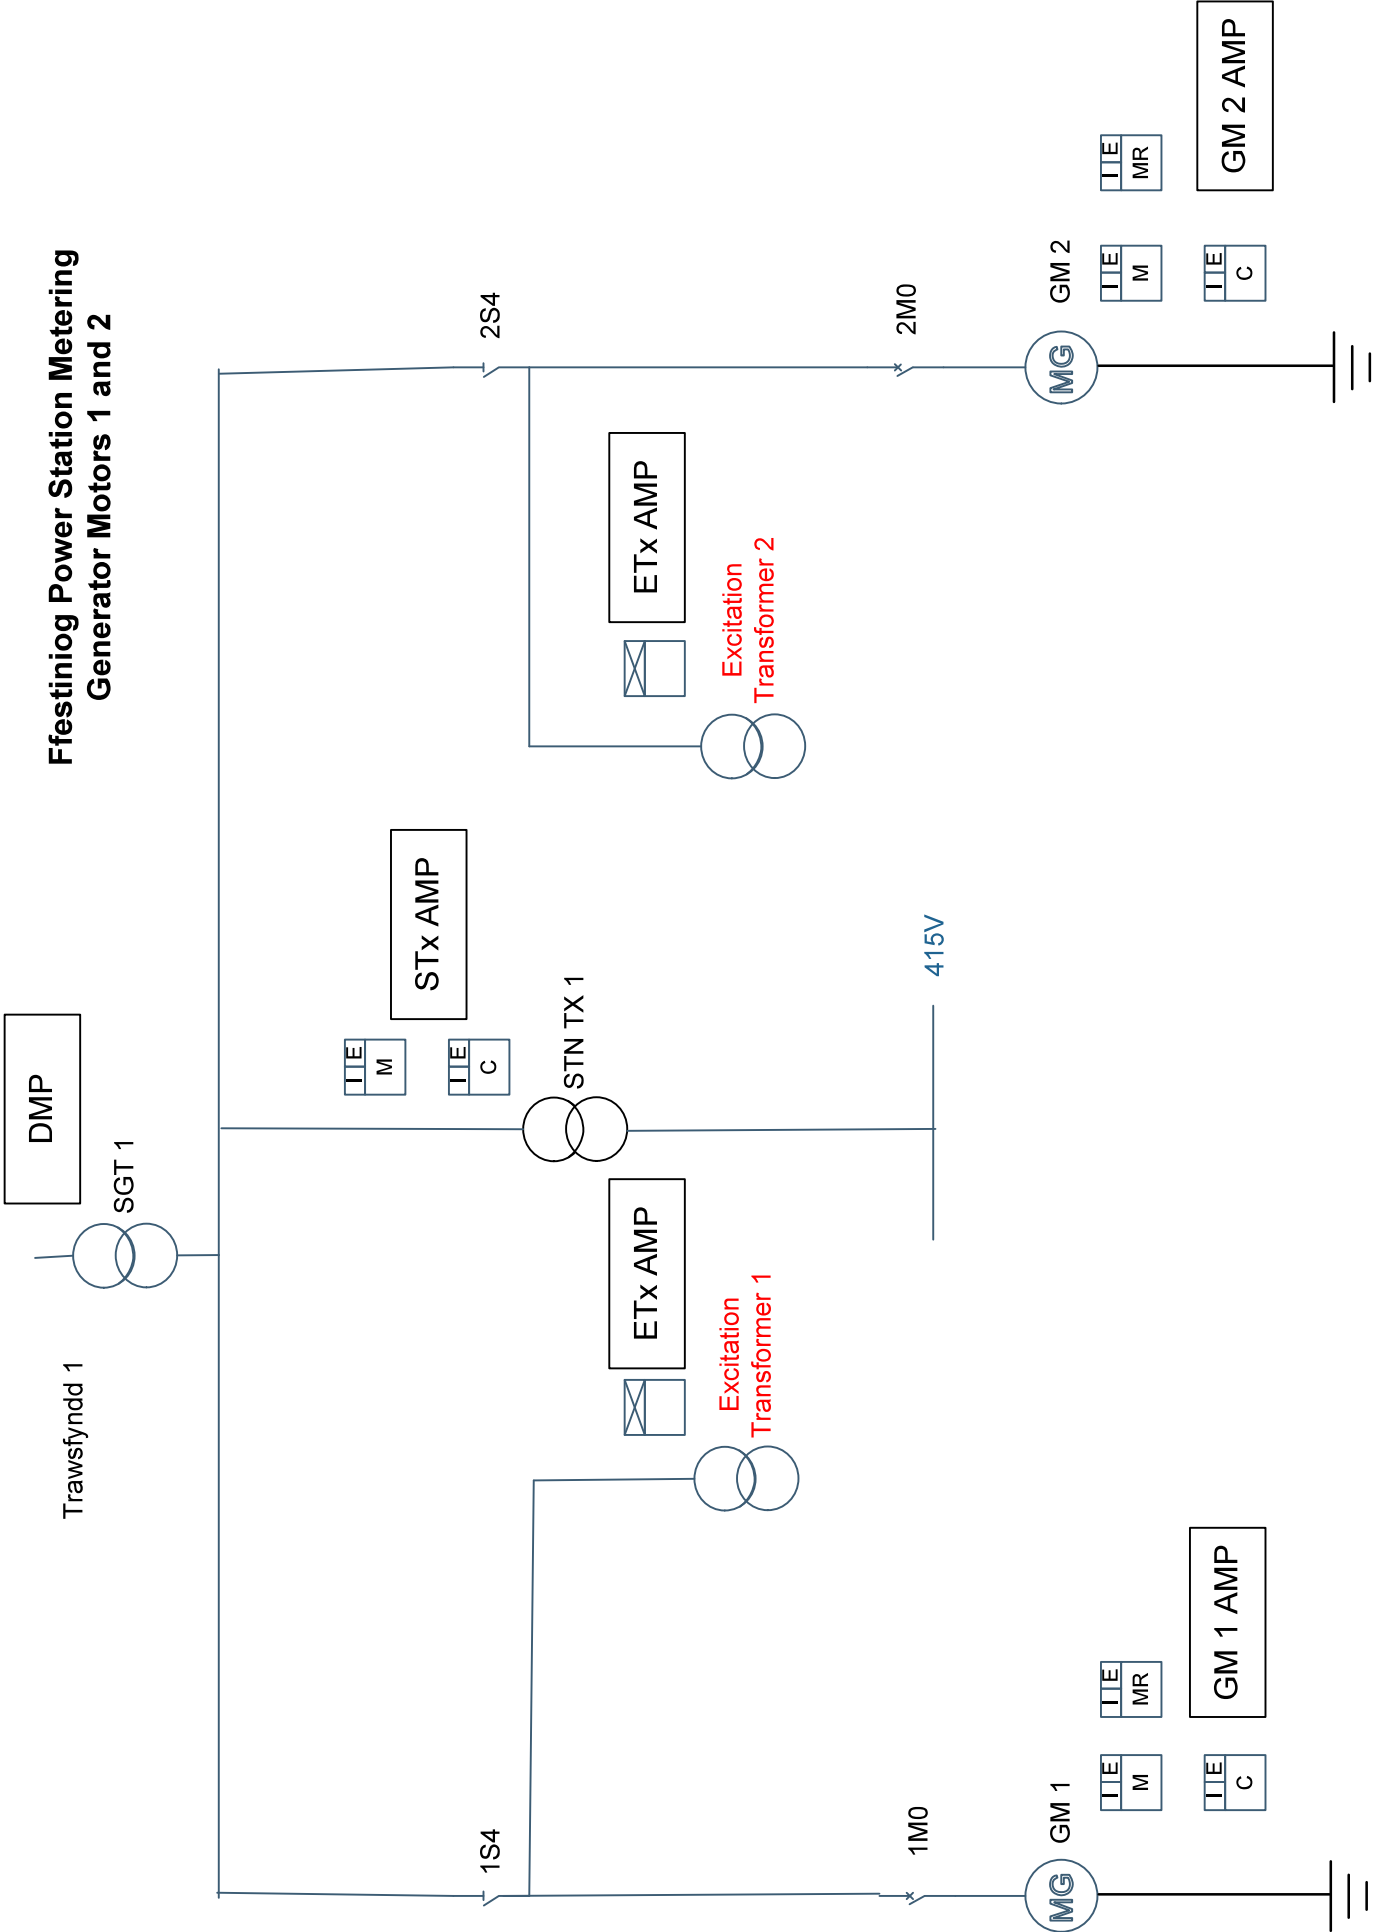 Ffestiniog Power Station Metering
Generator Motors 1 and 2
DMP
Trawsfyndd 1
SGT 1
STx AMP
I E
M
I E
C
STN TX 1
1S4
2S4
ETx AMP
Excitation
Transformer 1
ETx AMP
Excitation
Transformer 2
415V
1M0
2M0
GM 1
MG
I E
M
I E
MR
I E
C
GM 1 AMP
GM 2
MG
I E
M
I E
MR
I E
C
GM 2 AMP